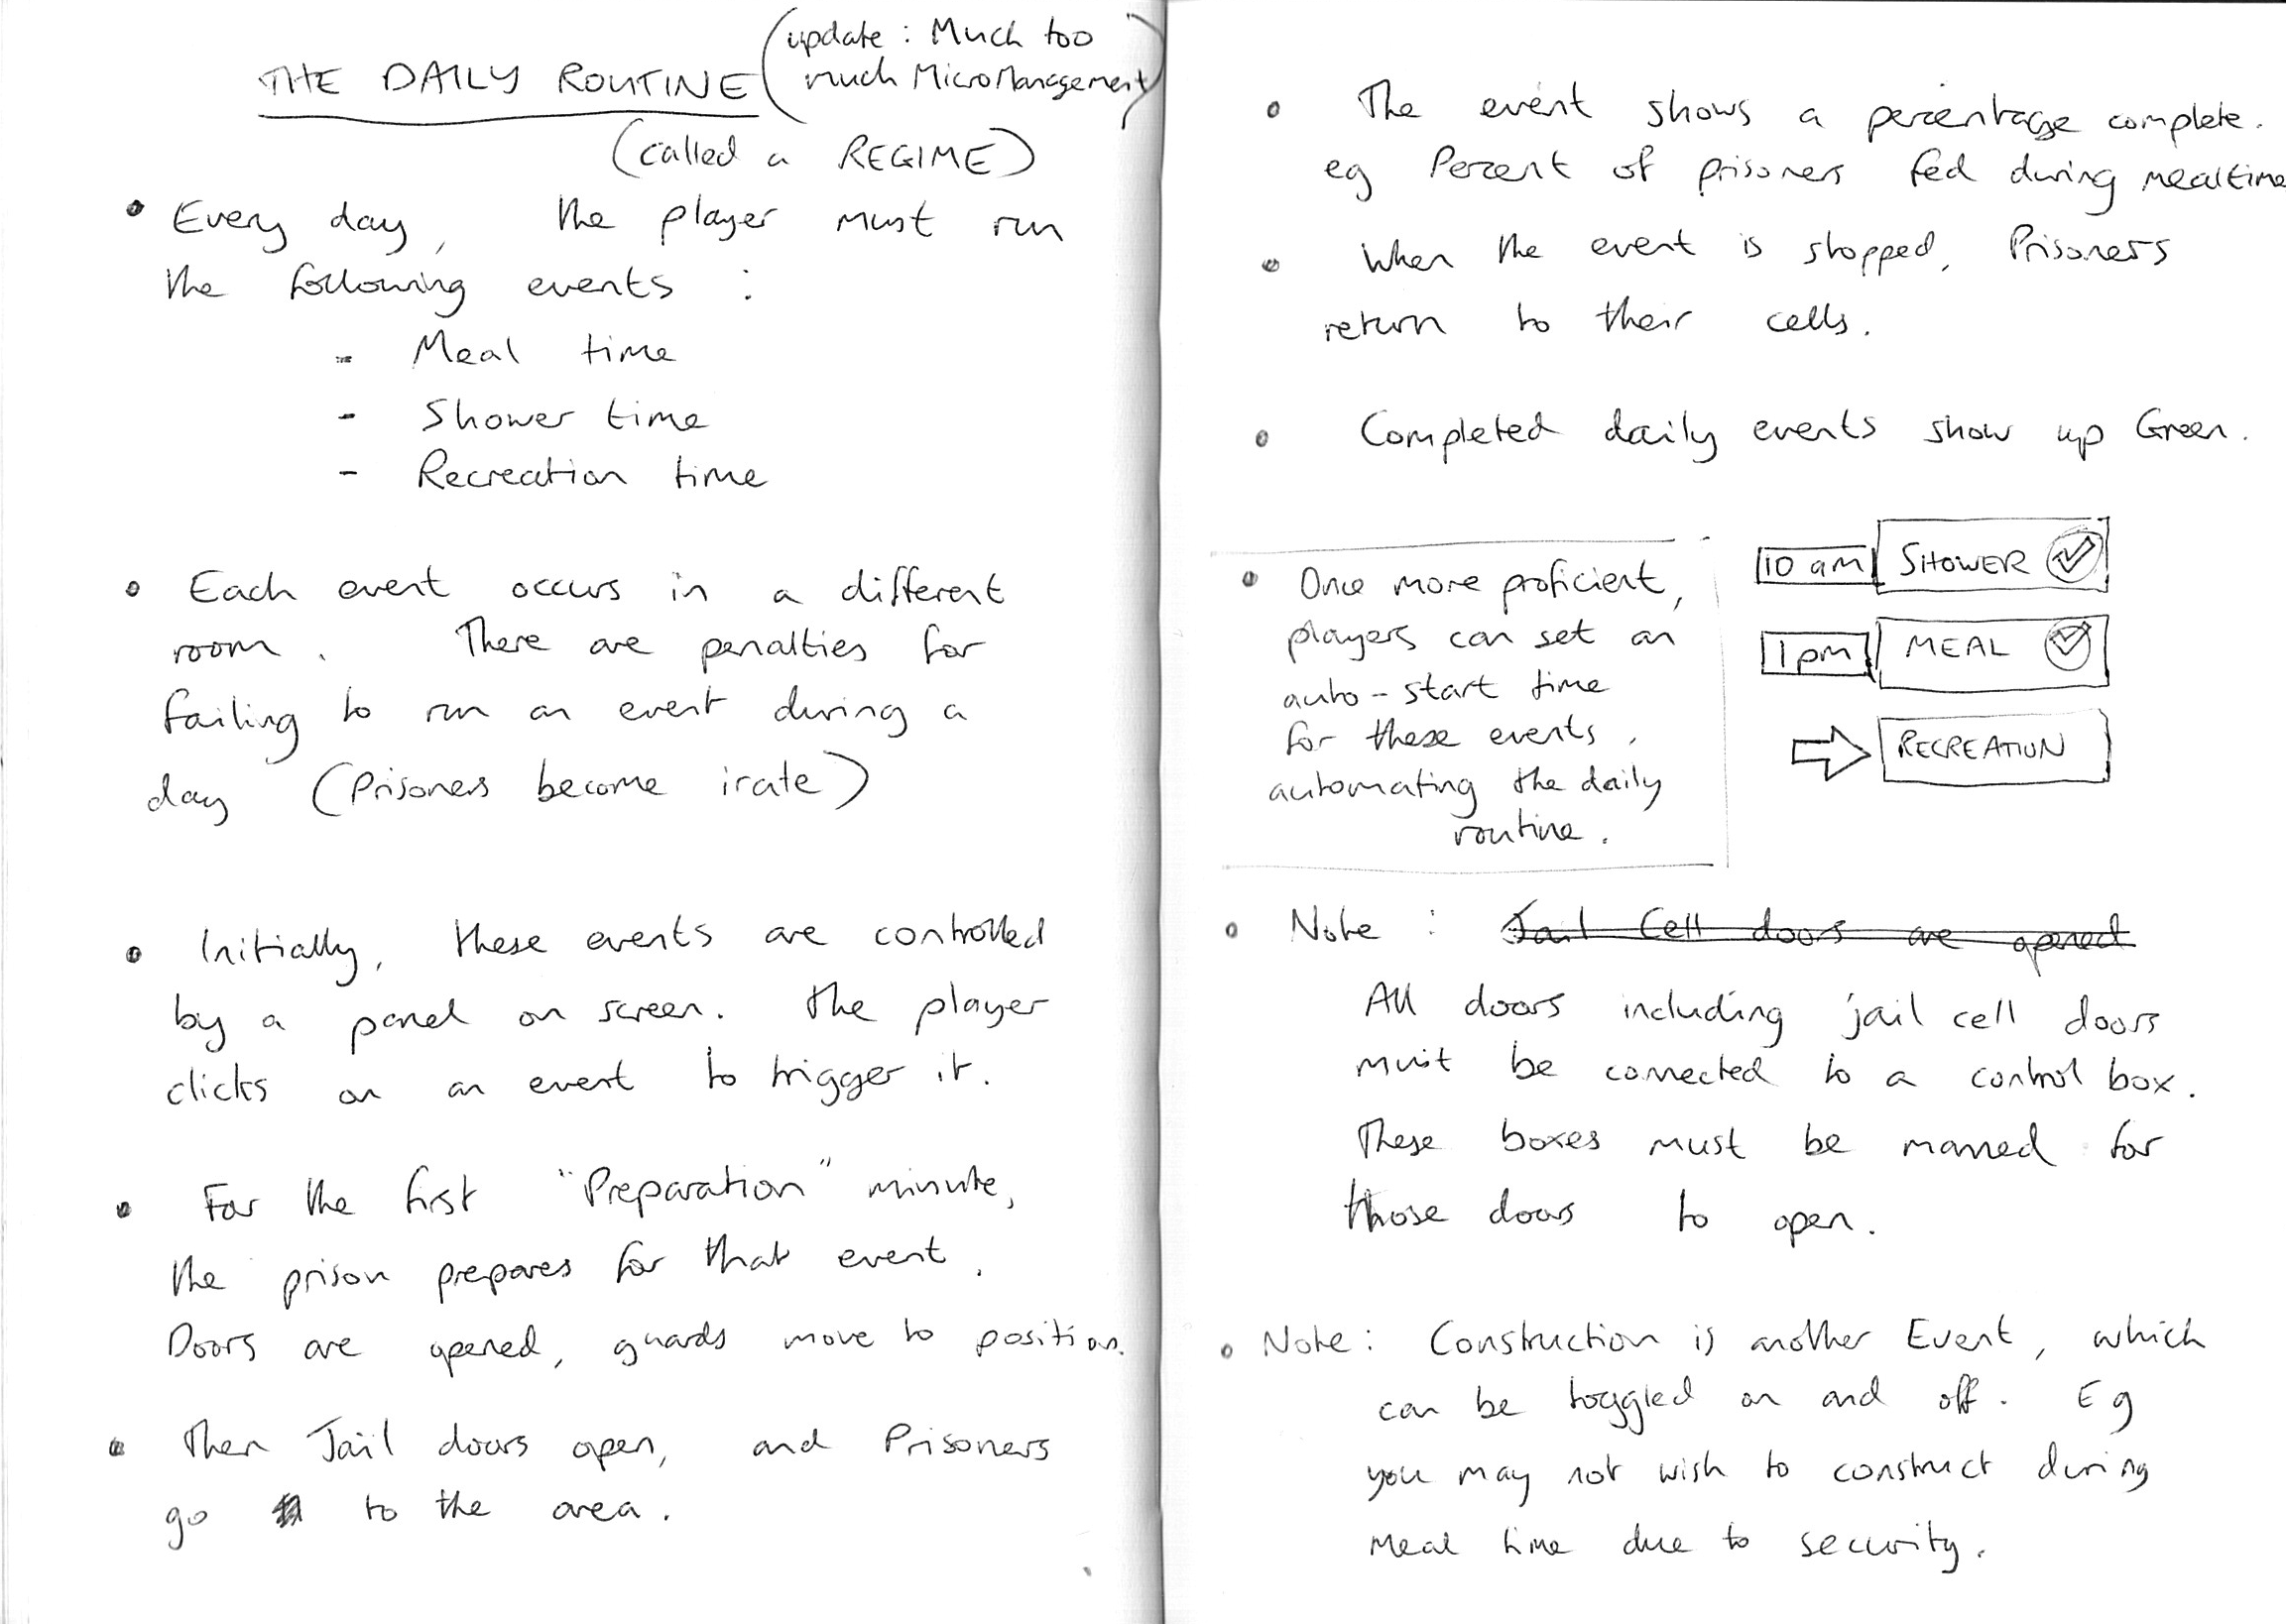 THE DAILY ROUTINE (update : Much too
much MicroManagement)
(called a REGIME)
• Every day, the player must run
the following events :
- Meal time
- Shower time
- Recreation time
• Each event occurs in a different
room. There are penalties for
failing to run an event during a
day (Prisoners become irate)
• Initially, these events are controlled
by a panel on screen. The player
clicks on an event to trigger it.
• For the first "Preparation" minute,
the prison prepares for that event.
Doors are opened, guards move to position.
• Then Jail doors open, and Prisoners
go to the area.
• The event shows a percentage complete.
eg Percent of prisoners fed during mealtime
• When the event is stopped, Prisoners
return to their cells.
• Completed daily events show up Green.
• Once more proficient,
players can set an
auto-start time
for these events,
automating the daily
routine.
10 am SHOWER
1 pm MEAL
RECREATION
• Note : Jail Cell doors are opened
All doors including jail cell doors
must be connected to a control box.
These boxes must be manned for
those doors to open.
• Note : Construction is another Event, which
can be toggled on and off. Eg
you may not wish to construct during
Meal time due to security.